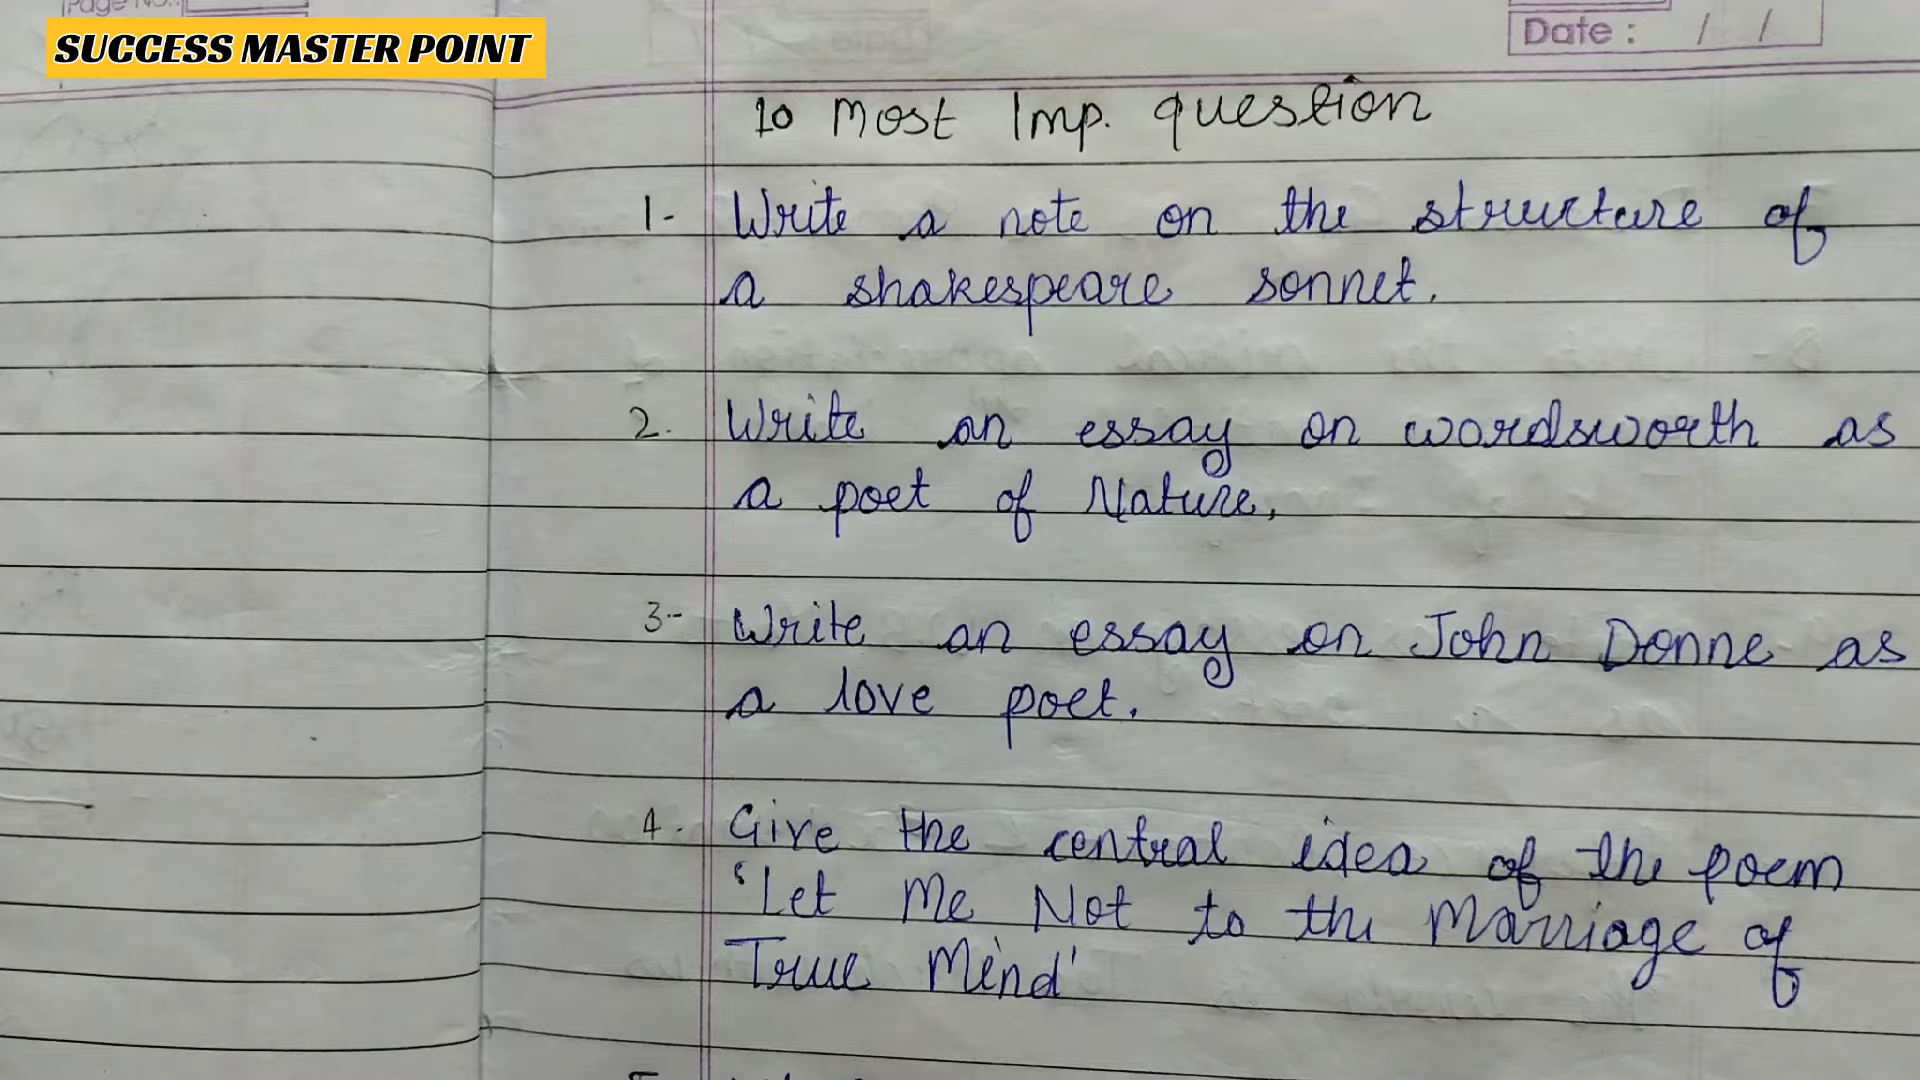 Page No.:
SUCCESS MASTER POINT
Date : / /
10 Most Imp. question
1- Write a note on the structure of
a shakespeare sonnet.
2. Write an essay on wordsworth as
a poet of Nature,
3- Write an essay on John Donne as
a love poet.
4. Give the central idea of the poem
'Let Me Not to the Marriage of
True Mind'